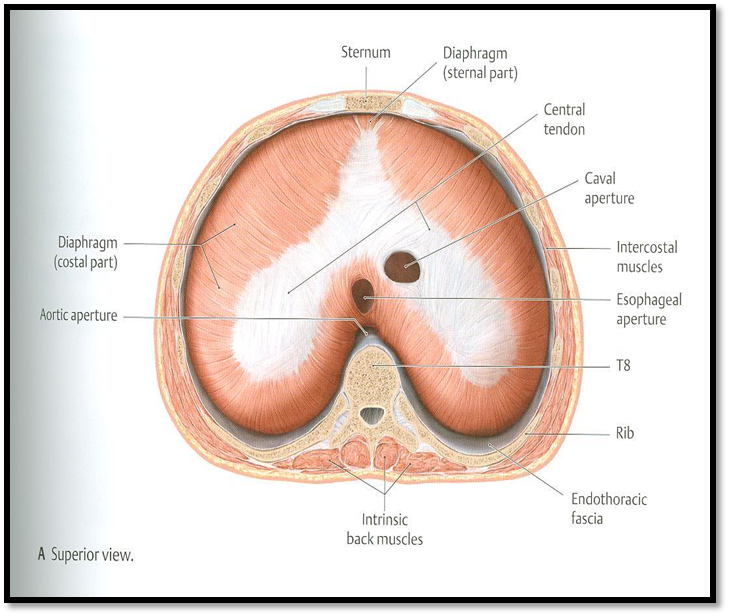 Sternum
Diaphragm
(sternal part)
Central
tendon
Caval
aperture
Diaphragm
(costal part)
Intercostal
muscles
Aortic aperture
Esophageal
aperture
T8
Rib
Endothoracic
fascia
Intrinsic
back muscles
A Superior view.